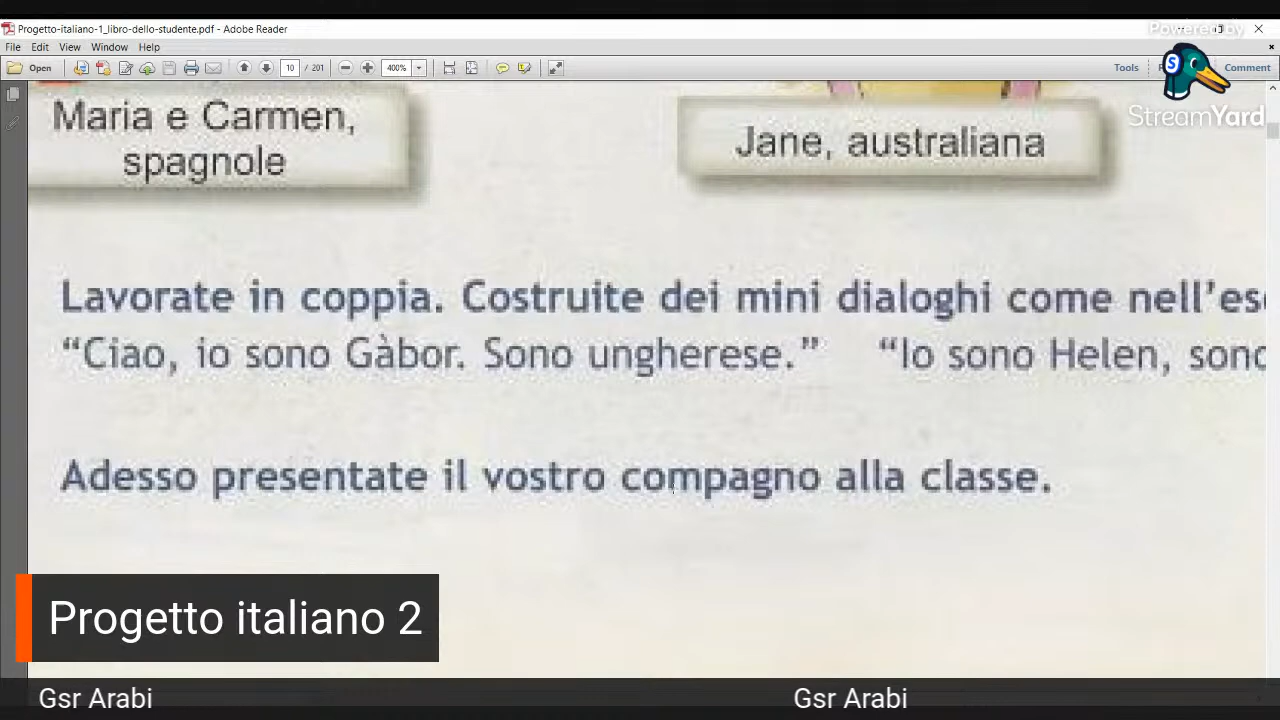 Progetto-italiano-1_libro-dello-studente.pdf - Adobe Reader
File Edit View Window Help
Open 10 / 201 400% Tools Comment
Powered by
StreamYard
Maria e Carmen,
spagnole
Jane, australiana
Lavorate in coppia. Costruite dei mini dialoghi come nell'es
"Ciao, io sono Gàbor. Sono ungherese." "Io sono Helen, sono
Adesso presentate il vostro compagno alla classe.
Progetto italiano 2
Gsr Arabi Gsr Arabi